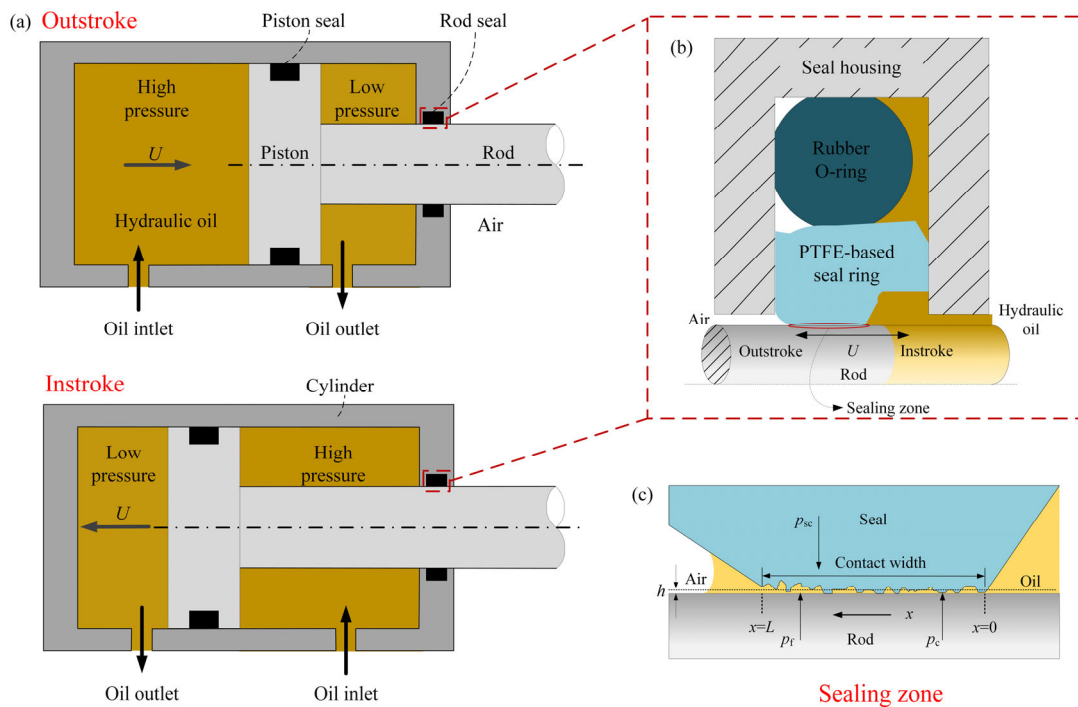 (a)
Outstroke
Piston seal
Rod seal
High
pressure
Low
pressure
U
Piston
Rod
Hydraulic oil
Air
Oil intlet
Oil outlet
Instroke
Cylinder
Low
pressure
High
pressure
U
Oil outlet
Oil inlet
(b)
Seal housing
Rubber
O-ring
PTFE-based
seal ring
Air
Hydraulic
oil
Outstroke
U
Instroke
Rod
Sealing zone
(c)
Seal
psc
Contact width
Air
Oil
h
x
x=L
pf
Rod
pc
x=0
Sealing zone